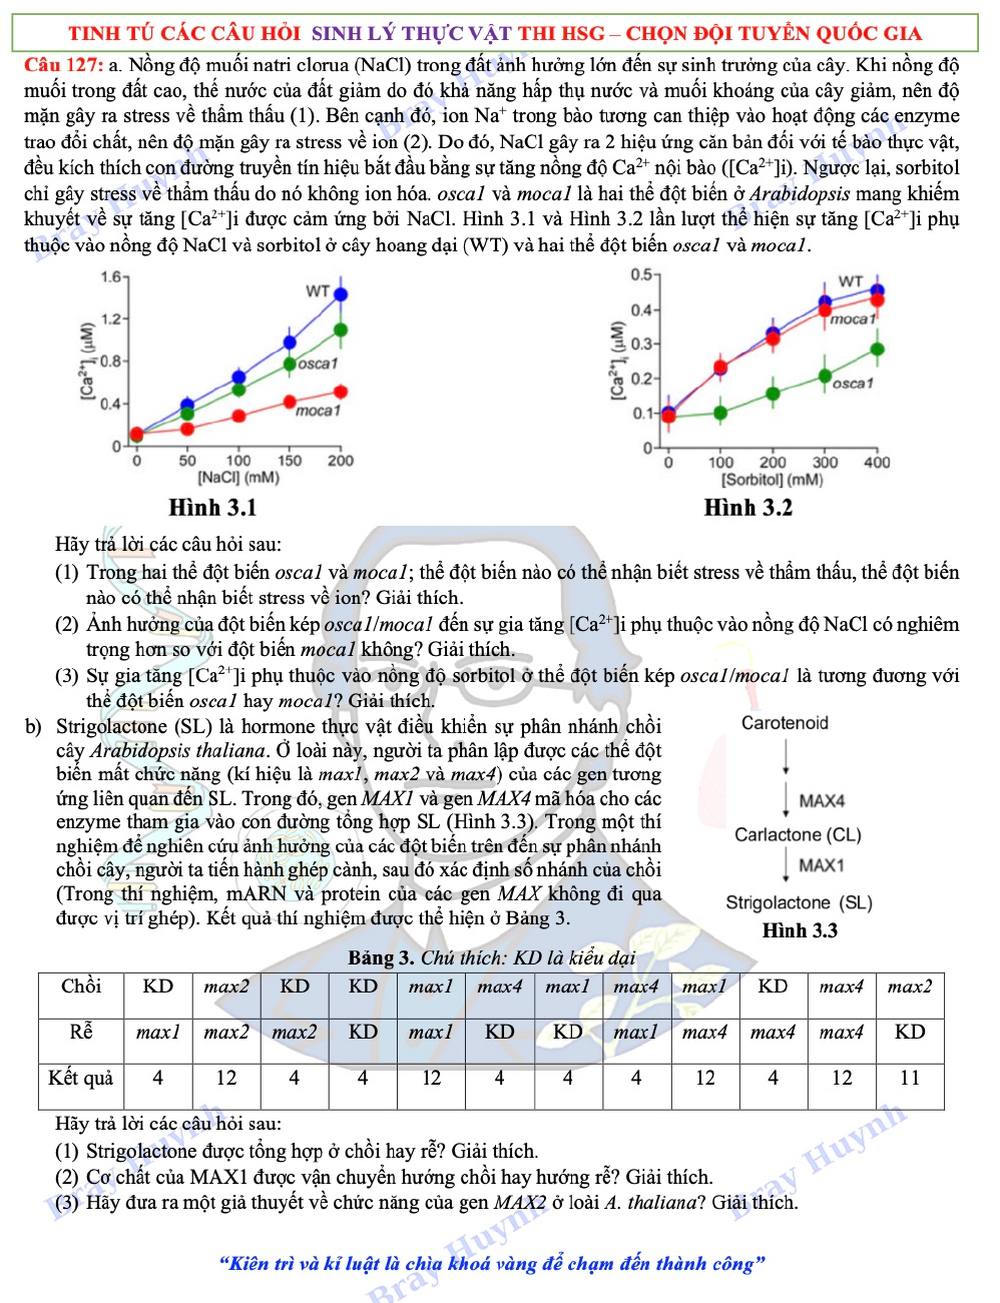 TINH TÚ CÁC CÂU HỎI SINH LÝ THỰC VẬT THI HSG – CHỌN ĐỘI TUYỂN QUỐC GIA
Câu 127: a. Nồng độ muối natri clorua (NaCl) trong đất ảnh hưởng lớn đến sự sinh trưởng của cây. Khi nồng độ
muối trong đất cao, thế nước của đất giảm do đó khả năng hấp thụ nước và muối khoáng của cây giảm, nên độ
mặn gây ra stress về thẩm thấu (1). Bên cạnh đó, ion Na⁺ trong bào tương can thiệp vào hoạt động các enzyme
trao đổi chất, nên độ mặn gây ra stress về ion (2). Do đó, NaCl gây ra 2 hiệu ứng căn bản đối với tế bào thực vật,
đều kích thích con đường truyền tín hiệu bắt đầu bằng sự tăng nồng độ Ca²⁺ nội bào ([Ca²⁺]i). Ngược lại, sorbitol
chỉ gây stress về thẩm thấu do nó không ion hóa. osca1 và moca1 là hai thể đột biến ở Arabidopsis mang khiếm
khuyết về sự tăng [Ca²⁺]i được cảm ứng bởi NaCl. Hình 3.1 và Hình 3.2 lần lượt thể hiện sự tăng [Ca²⁺]i phụ
thuộc vào nồng độ NaCl và sorbitol ở cây hoang dại (WT) và hai thể đột biến osca1 và moca1.
1.6
1.2
0.8
0.4
0
[Ca²⁺]i (μM)
WT
osca1
moca1
0 50 100 150 200
[NaCl] (mM)
Hình 3.1
0.5
0.4
0.3
0.2
0.1
0
[Ca²⁺]i (μM)
WT
moca1
osca1
0 100 200 300 400
[Sorbitol] (mM)
Hình 3.2
Hãy trả lời các câu hỏi sau:
(1) Trong hai thể đột biến osca1 và moca1; thể đột biến nào có thể nhận biết stress về thẩm thấu, thể đột biến
nào có thể nhận biết stress về ion? Giải thích.
(2) Ảnh hưởng của đột biến kép osca1/moca1 đến sự gia tăng [Ca²⁺]i phụ thuộc vào nồng độ NaCl có nghiêm
trọng hơn so với đột biến moca1 không? Giải thích.
(3) Sự gia tăng [Ca²⁺]i phụ thuộc vào nồng độ sorbitol ở thể đột biến kép osca1/moca1 là tương đương với
thể đột biến osca1 hay moca1? Giải thích.
b) Strigolactone (SL) là hormone thực vật điều khiển sự phân nhánh chồi
cây Arabidopsis thaliana. Ở loài này, người ta phân lập được các thể đột
biến mất chức năng (kí hiệu là max1, max2 và max4) của các gen tương
ứng liên quan đến SL. Trong đó, gen MAX1 và gen MAX4 mã hóa cho các
enzyme tham gia vào con đường tổng hợp SL (Hình 3.3). Trong một thí
nghiệm để nghiên cứu ảnh hưởng của các đột biến trên đến sự phân nhánh
chồi cây, người ta tiến hành ghép cành, sau đó xác định số nhánh của chồi
(Trong thí nghiệm, mARN và protein của các gen MAX không đi qua
được vị trí ghép). Kết quả thí nghiệm được thể hiện ở Bảng 3.
Carotenoid
MAX4
Carlactone (CL)
MAX1
Strigolactone (SL)
Hình 3.3
Bảng 3. Chú thích: KD là kiểu dại
Chồi KD max2 KD KD max1 max4 max1 max4 max1 KD max4 max2
Rễ max1 max2 max2 KD max1 KD KD max1 max4 max4 max4 KD
Kết quả 4 12 4 4 12 4 4 4 12 4 12 11
Hãy trả lời các câu hỏi sau:
(1) Strigolactone được tổng hợp ở chồi hay rễ? Giải thích.
(2) Cơ chất của MAX1 được vận chuyển hướng chồi hay hướng rễ? Giải thích.
(3) Hãy đưa ra một giả thuyết về chức năng của gen MAX2 ở loài A. thaliana? Giải thích.
“Kiên trì và kỉ luật là chìa khoá vàng để chạm đến thành công”
Bray Huynh
Bray Huynh
Bray Huynh
Bray Huynh
Bray Huynh
Bray Huynh